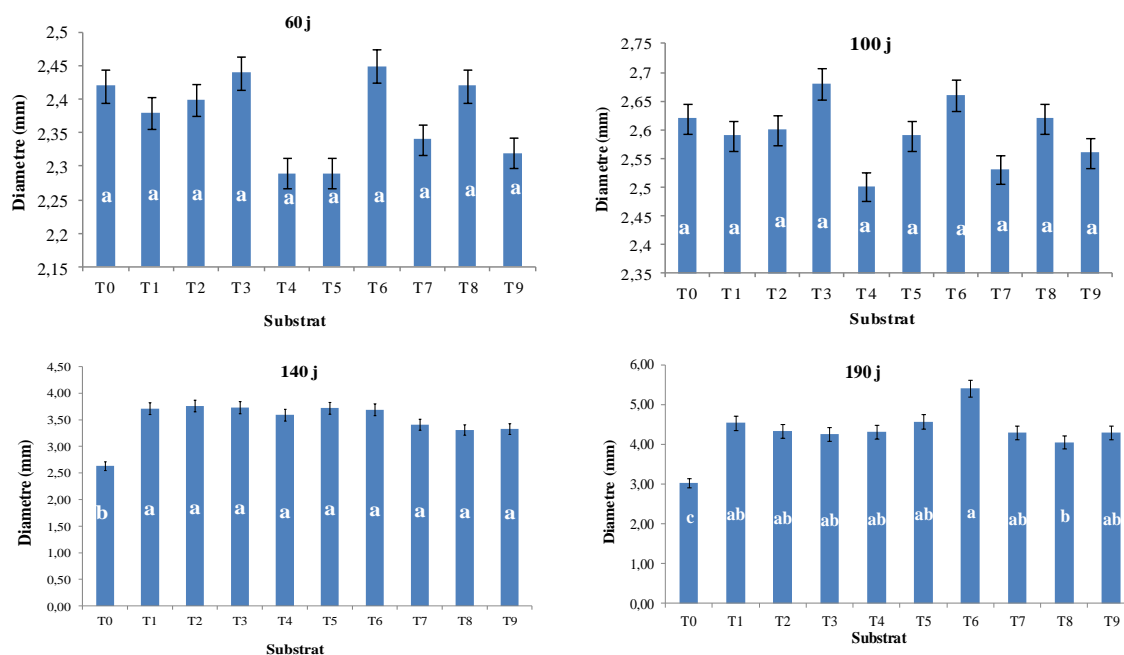 60 j
Diametre (mm)
2,5
2,45
2,4
2,35
2,3
2,25
2,2
2,15
a a a a a a a a a a
T0 T1 T2 T3 T4 T5 T6 T7 T8 T9
Substrat
100 j
Diametre (mm)
2,75
2,7
2,65
2,6
2,55
2,5
2,45
2,4
2,35
a a a a a a a a a a
T0 T1 T2 T3 T4 T5 T6 T7 T8 T9
Substrat
140 j
Diametre (mm)
4,50
4,00
3,50
3,00
2,50
2,00
1,50
1,00
0,50
0,00
b a a a a a a a a a
T0 T1 T2 T3 T4 T5 T6 T7 T8 T9
Substrat
190 j
Diametre (mm)
6,00
5,00
4,00
3,00
2,00
1,00
0,00
c ab ab ab ab ab a ab b ab
T0 T1 T2 T3 T4 T5 T6 T7 T8 T9
Substrat